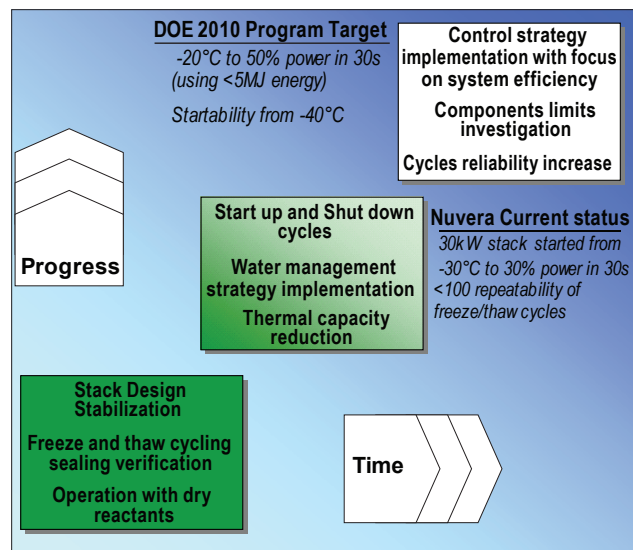 DOE 2010 Program Target
-20°C to 50% power in 30s
(using <5MJ energy)
Startability from -40°C
Control strategy
implementation with focus
on system efficiency
Components limits
investigation
Cycles reliability increase
Progress
Start up and Shut down
cycles
Water management
strategy implementation
Thermal capacity
reduction
Nuvera Current status
30kW stack started from
-30°C to 30% power in 30s
<100 repeatability of
freeze/thaw cycles
Stack Design
Stabilization
Freeze and thaw cycling
sealing verification
Operation with dry
reactants
Time